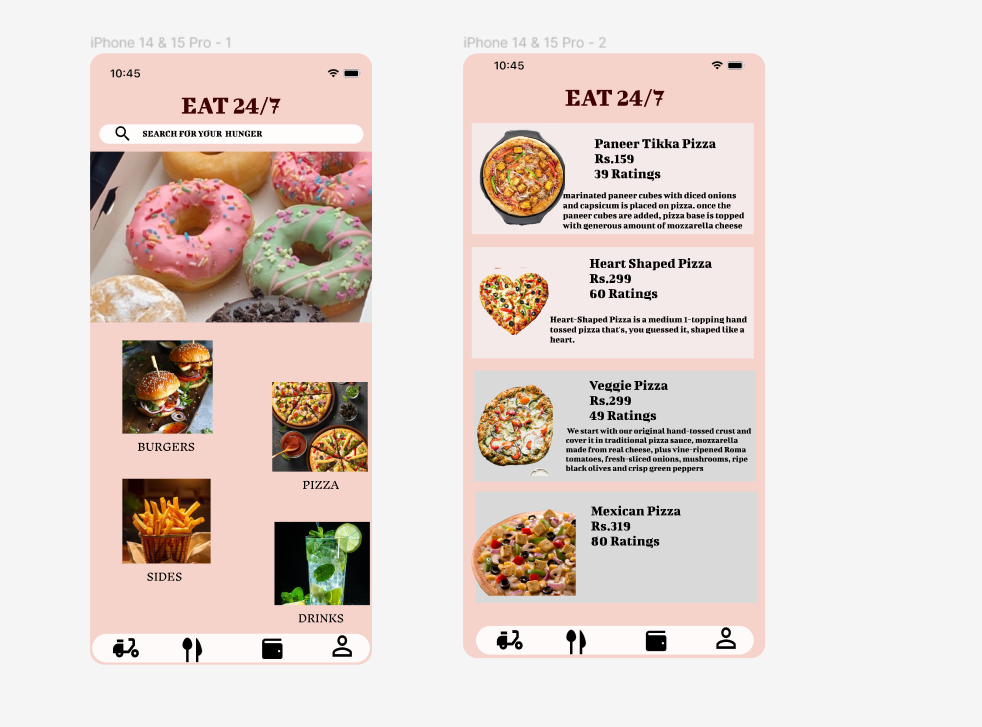 iPhone 14 & 15 Pro - 1
10:45
EAT 24/7
SEARCH FOR YOUR HUNGER
BURGERS
PIZZA
SIDES
DRINKS
iPhone 14 & 15 Pro - 2
10:45
EAT 24/7
Paneer Tikka Pizza
Rs.159
39 Ratings
marinated paneer cubes with diced onions
and capsicum is placed on pizza. once the
paneer cubes are added, pizza base is topped
with generous amount of mozzarella cheese
Heart Shaped Pizza
Rs.299
60 Ratings
Heart-Shaped Pizza is a medium 1-topping hand
tossed pizza that's, you guessed it, shaped like a
heart.
Veggie Pizza
Rs.299
49 Ratings
We start with our original hand-tossed crust and
cover it in traditional pizza sauce, mozzarella
made from real cheese, plus vine-ripened Roma
tomatoes, fresh-sliced onions, mushrooms, ripe
black olives and crisp green peppers
Mexican Pizza
Rs.319
80 Ratings